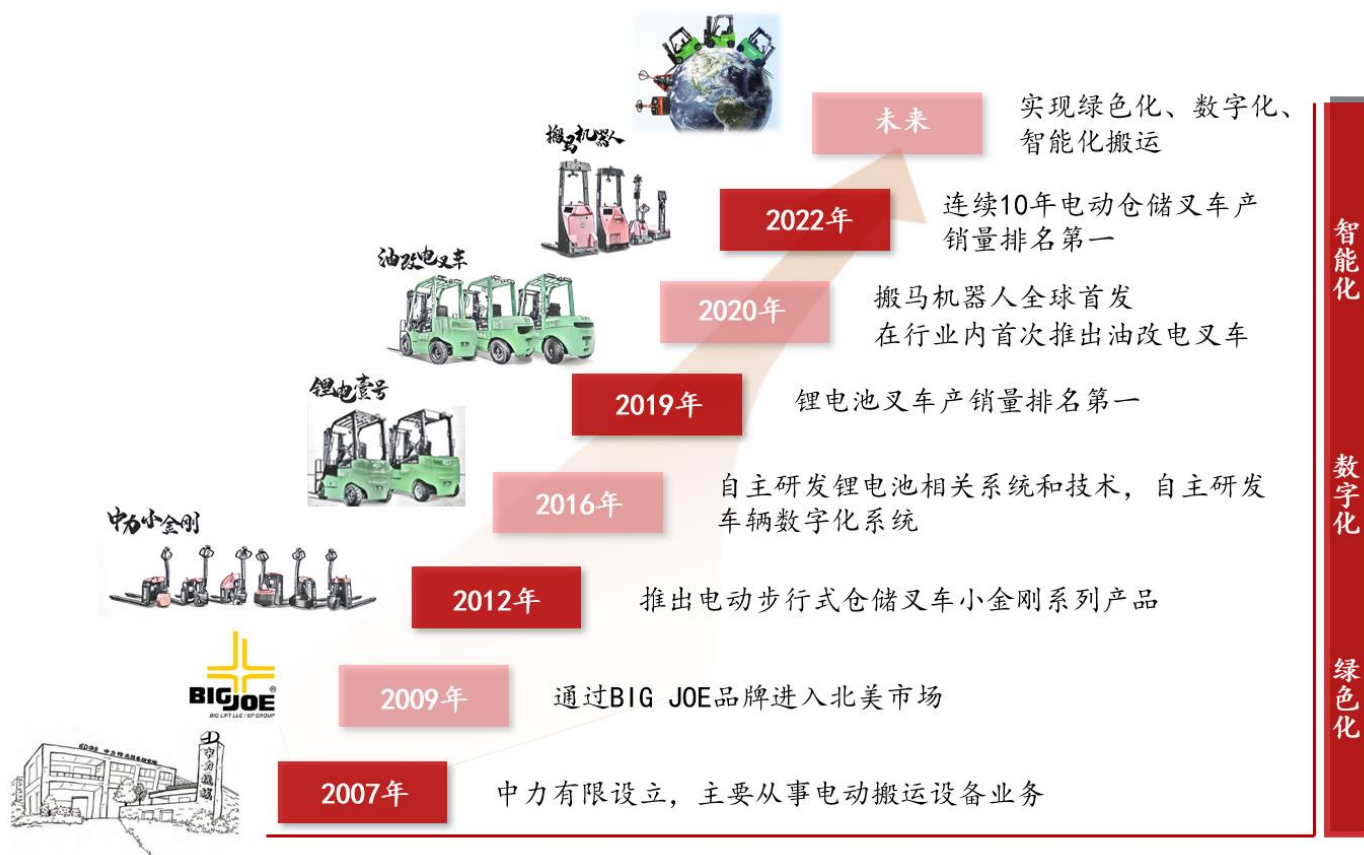 未来
实现绿色化、数字化、
智能化搬运
搬马机器人
2022年
连续10年电动仓储叉车产
销量排名第一
油改电叉车
2020年
搬马机器人全球首发
在行业内首次推出油改电叉车
锂电壹号
2019年
锂电池叉车产销量排名第一
2016年
自主研发锂电池相关系统和技术，自主研发
车辆数字化系统
中力小金刚
2012年
推出电动步行式仓储叉车小金刚系列产品
BIG JOE®
BIG LIFT LLC / EP GROUP
2009年
通过BIG JOE品牌进入北美市场
中力机械
2007年
中力有限设立，主要从事电动搬运设备业务
智能化
数字化
绿色化